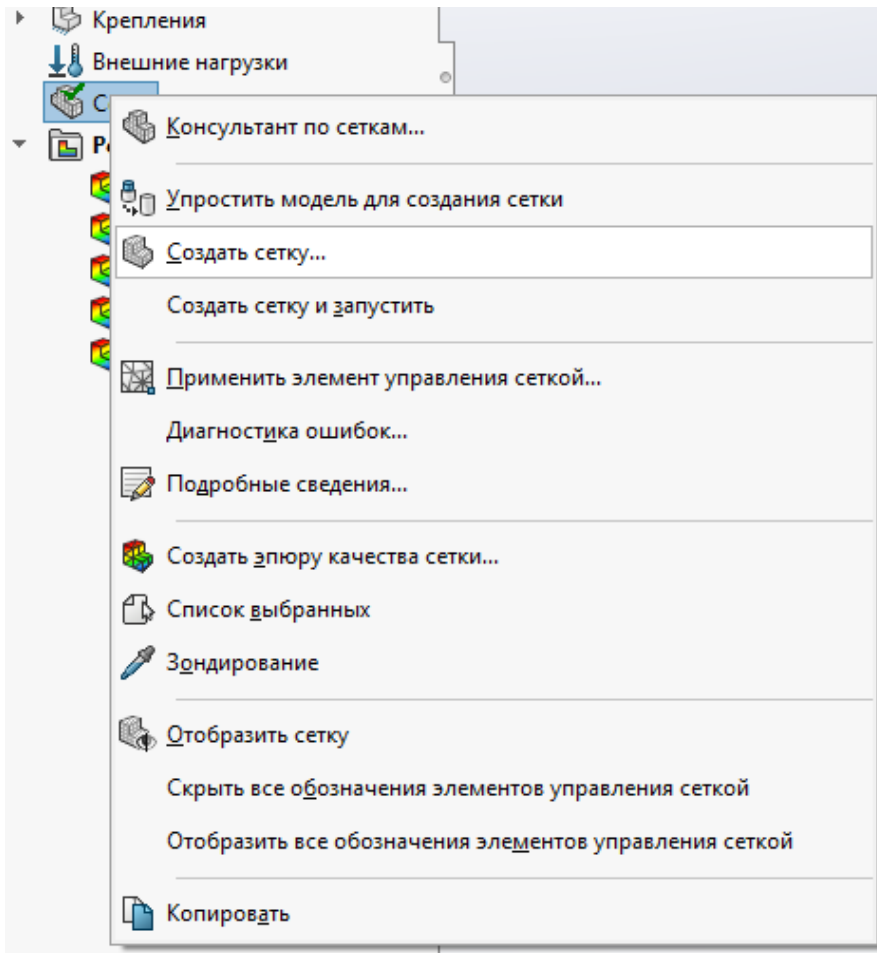 Крепления
Внешние нагрузки
Консультант по сеткам...
Упростить модель для создания сетки
Создать сетку...
Создать сетку и запустить
Применить элемент управления сеткой...
Диагностика ошибок...
Подробные сведения...
Создать эпюру качества сетки...
Список выбранных
Зондирование
Отобразить сетку
Скрыть все обозначения элементов управления сеткой
Отобразить все обозначения элементов управления сеткой
Копировать